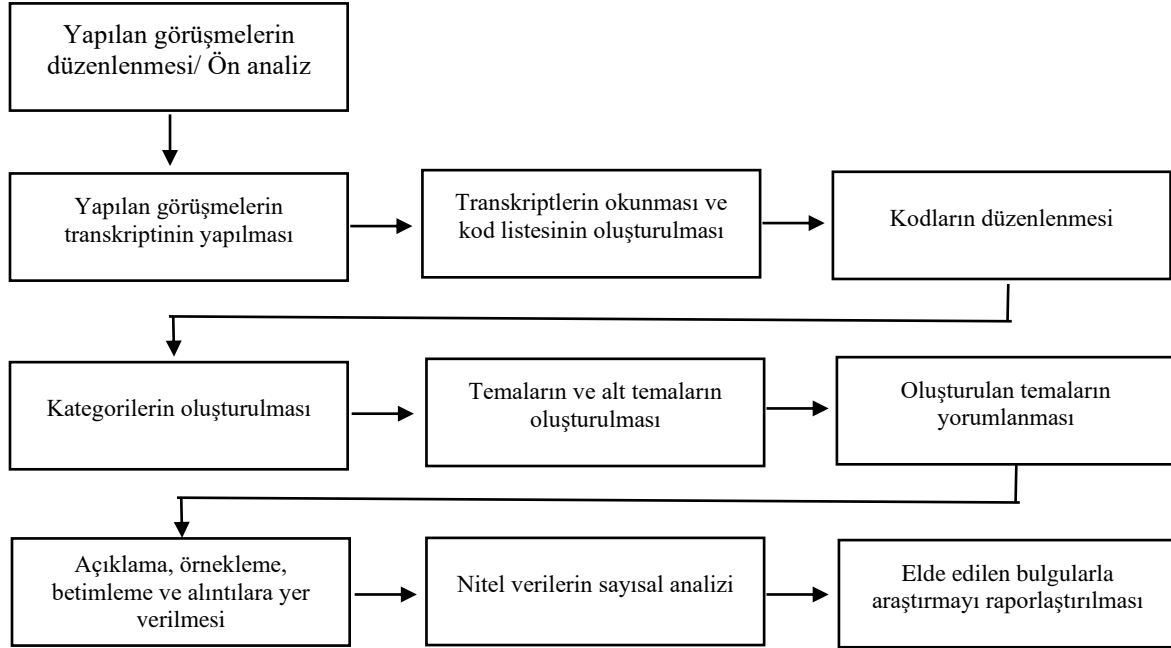 Yapılan görüşmelerin
düzenlenmesi/ Ön analiz
Yapılan görüşmelerin
transkriptinin yapılması
Transkriptlerin okunması ve
kod listesinin oluşturulması
Kodların düzenlenmesi
Kategorilerin oluşturulması
Temaların ve alt temaların
oluşturulması
Oluşturulan temaların
yorumlanması
Açıklama, örnekleme,
betimleme ve alıntılara yer
verilmesi
Nitel verilerin sayısal analizi
Elde edilen bulgularla
araştırmayı raporlaştırılması